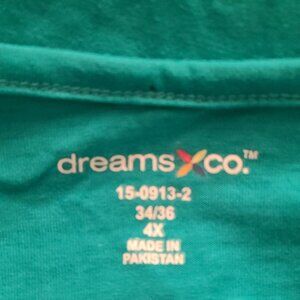 dreams co.™
15-0913-2
34/36
4X
MADE IN
PAKISTAN